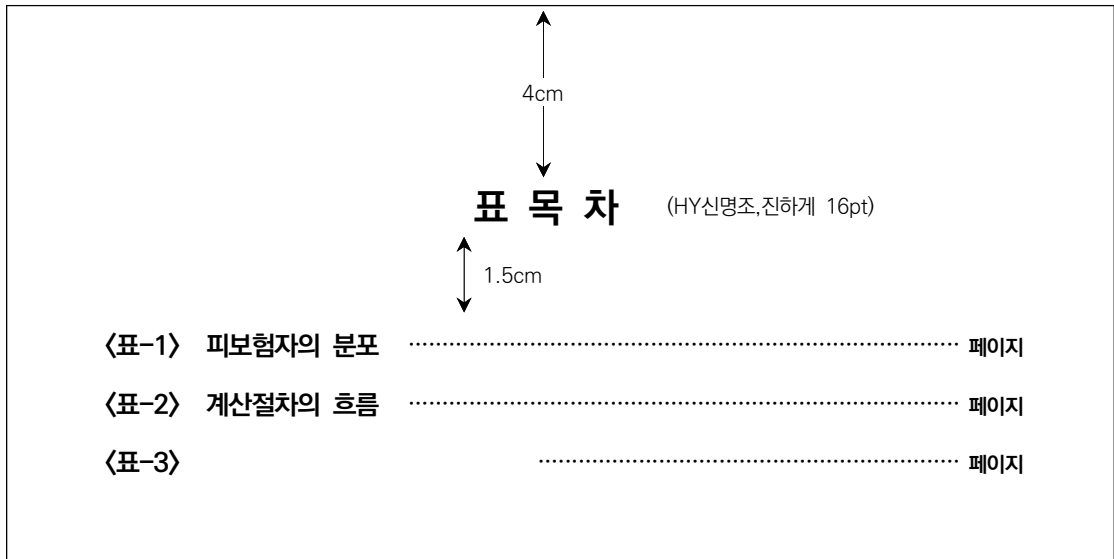 4cm
표 목 차 (HY신명조,진하게 16pt)
1.5cm
〈표-1〉 피보험자의 분포 ………………………………………………………………………… 페이지
〈표-2〉 계산절차의 흐름 ………………………………………………………………………… 페이지
〈표-3〉 ……………………………………………………… 페이지